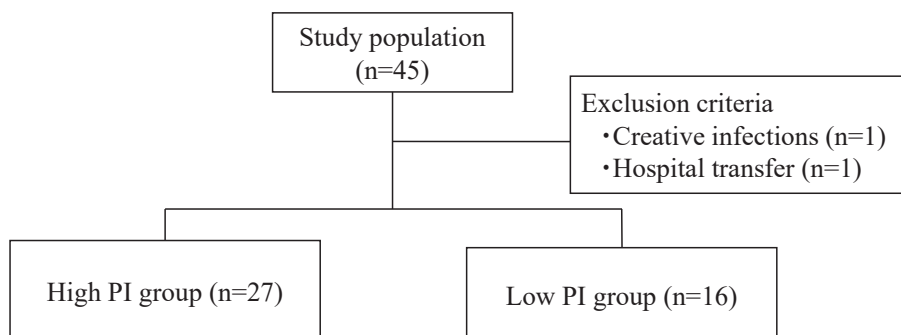 Study population
(n=45)
Exclusion criteria
・Creative infections (n=1)
・Hospital transfer (n=1)
High PI group (n=27)
Low PI group (n=16)